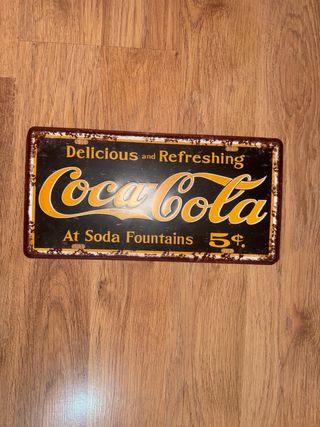 Delicious and Refreshing
Coca-Cola
At Soda Fountains 5¢.